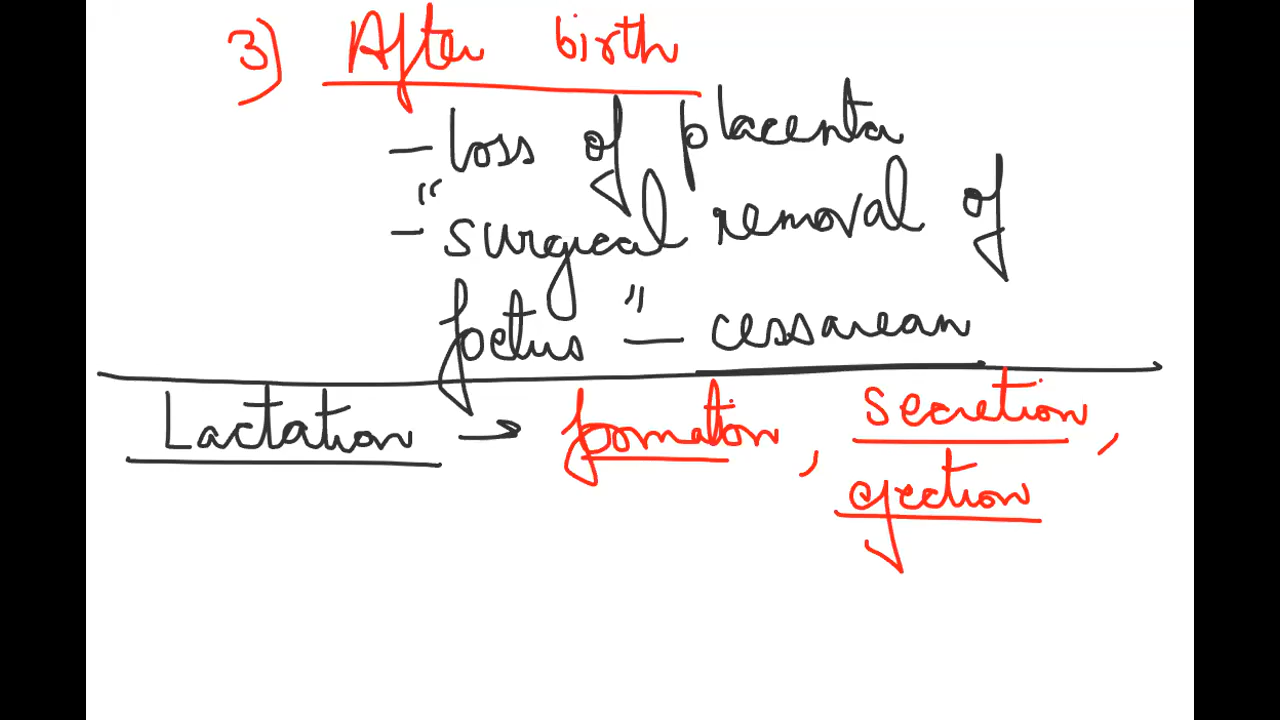 3) After birth
- loss of placenta
- "surgical removal of
foetus" - cessarean
Lactation → formation, secretion,
ejection